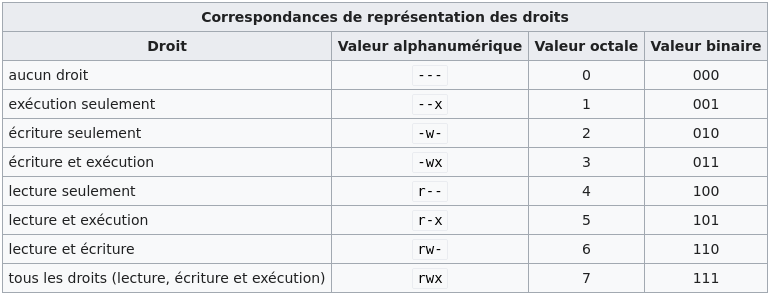 Correspondances de représentation des droits
Droit Valeur alphanumérique Valeur octale Valeur binaire
aucun droit --- 0 000
exécution seulement --x 1 001
écriture seulement -w- 2 010
écriture et exécution -wx 3 011
lecture seulement r-- 4 100
lecture et exécution r-x 5 101
lecture et écriture rw- 6 110
tous les droits (lecture, écriture et exécution) rwx 7 111